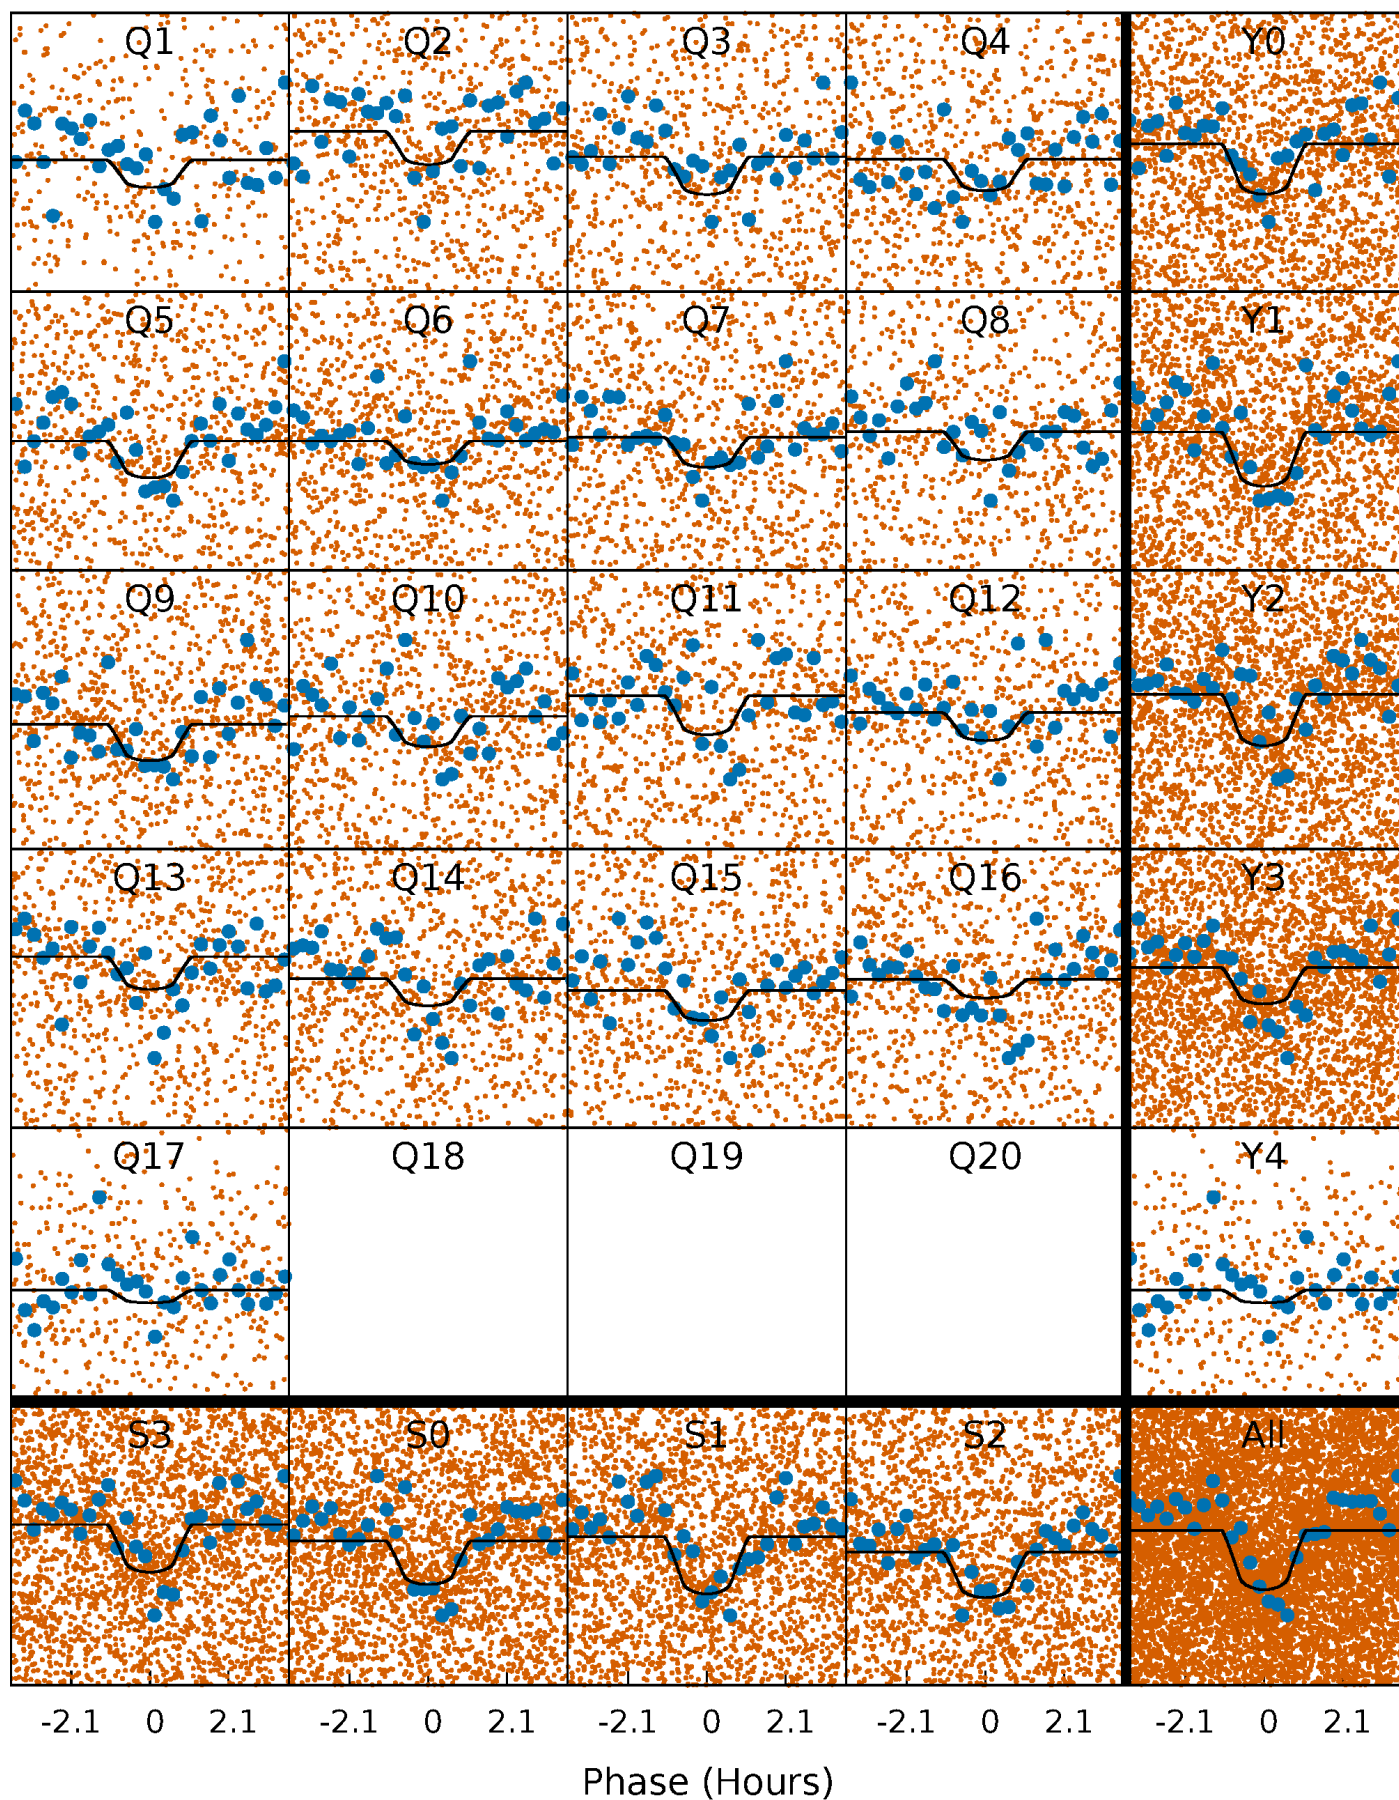 Q1 Q2 Q3 Q4 Y0
Q5 Q6 Q7 Q8 Y1
Q9 Q10 Q11 Q12 Y2
Q13 Q14 Q15 Q16 Y3
Q17 Q18 Q19 Q20 Y4
S3 S0 S1 S2 All
-2.1 0 2.1 -2.1 0 2.1 -2.1 0 2.1 -2.1 0 2.1 -2.1 0 2.1
Phase (Hours)